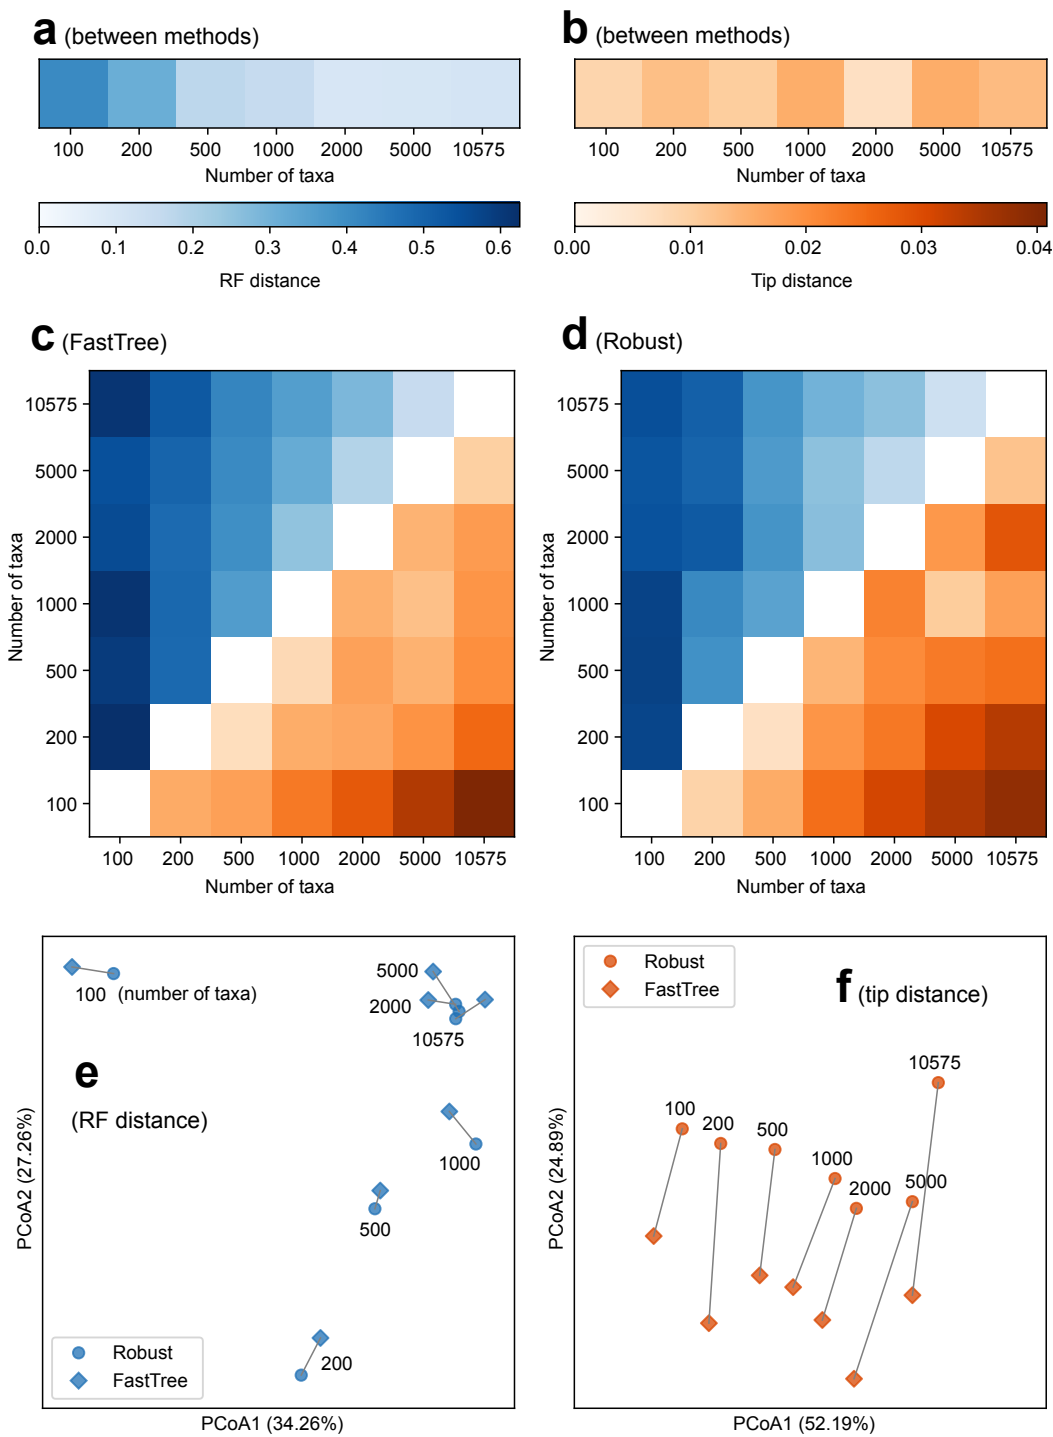 a (between methods)
100 200 500 1000 2000 5000 10575
Number of taxa
0.0 0.1 0.2 0.3 0.4 0.5 0.6
RF distance
b (between methods)
100 200 500 1000 2000 5000 10575
Number of taxa
0.00 0.01 0.02 0.03 0.04
Tip distance
c (FastTree)
Number of taxa
10575
5000
2000
1000
500
200
100
100 200 500 1000 2000 5000 10575
Number of taxa
d (Robust)
Number of taxa
10575
5000
2000
1000
500
200
100
100 200 500 1000 2000 5000 10575
Number of taxa
5000
100 (number of taxa)
2000
10575
e
(RF distance)
1000
500
200
Robust
FastTree
PCoA2 (27.26%)
PCoA1 (34.26%)
Robust
FastTree
f (tip distance)
10575
100
200
500
1000
2000
5000
PCoA2 (24.89%)
PCoA1 (52.19%)